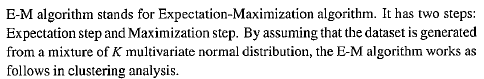 E-M algorithm stands for Expectation-Maximization algorithm. It has two steps:
Expectation step and Maximization step. By assuming that the dataset is generated
from a mixture of K multivariate normal distribution, the E-M algorithm works as
follows in clustering analysis.